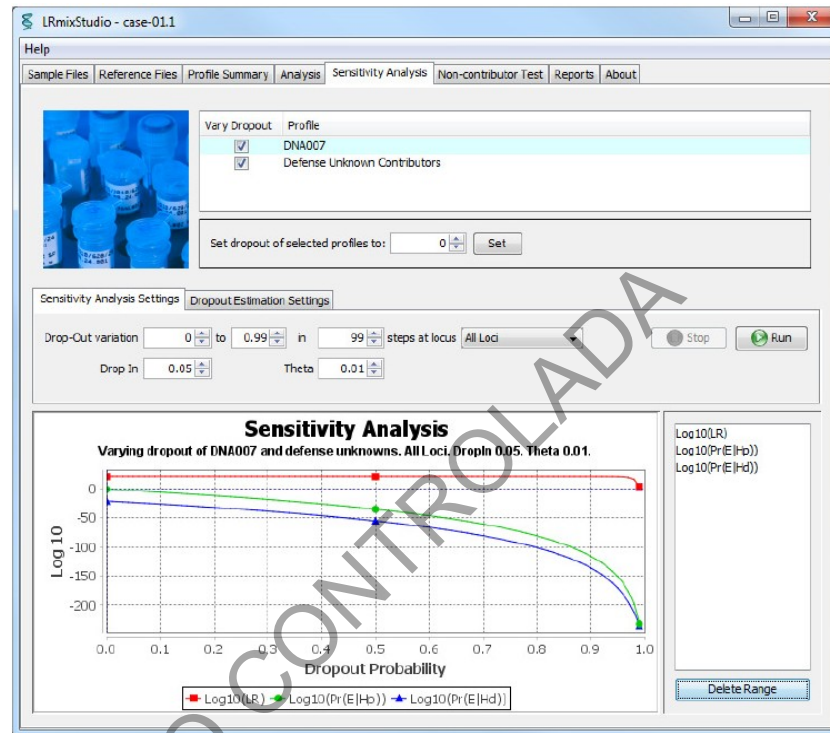 LRmixStudio - case-01.1
Help
Sample Files Reference Files Profile Summary Analysis Sensitivity Analysis Non-contributor Test Reports About
Vary Dropout Profile
DNA007
Defense Unknown Contributors
Set dropout of selected profiles to: 0 Set
Sensitivity Analysis Settings Dropout Estimation Settings
Drop-Out variation 0 to 0.99 in 99 steps at locus All Loci Stop Run
Drop In 0.05 Theta 0.01
Sensitivity Analysis
Varying dropout of DNA007 and defense unknowns. All Loci. DropIn 0.05. Theta 0.01.
Log10(LR)
Log10(Pr(E|Hp))
Log10(Pr(E|Hd))
0
-50
-100
-150
-200
Log 10
0.0 0.1 0.2 0.3 0.4 0.5 0.6 0.7 0.8 0.9 1.0
Dropout Probability
Log10(LR) Log10(Pr(E|Hp)) Log10(Pr(E|Hd))
Delete Range
O CONTROLADA